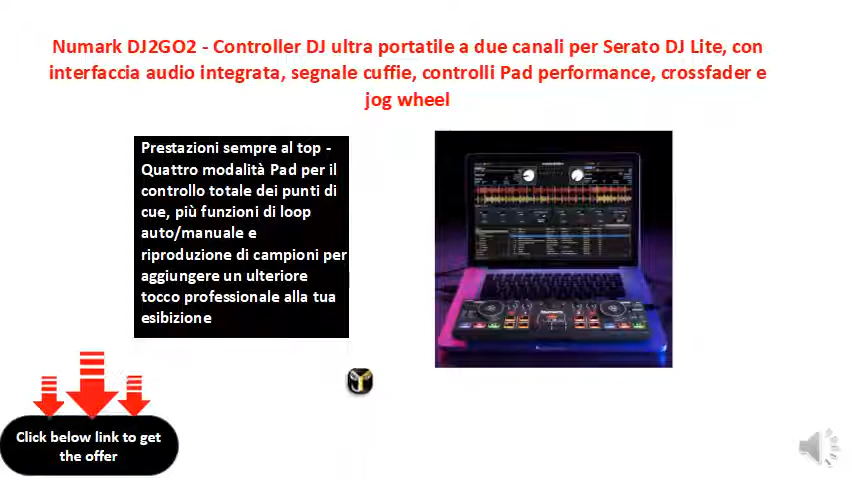 Numark DJ2GO2 - Controller DJ ultra portatile a due canali per Serato DJ Lite, con
interfaccia audio integrata, segnale cuffie, controlli Pad performance, crossfader e
jog wheel
Prestazioni sempre al top -
Quattro modalità Pad per il
controllo totale dei punti di
cue, più funzioni di loop
auto/manuale e
riproduzione di campioni per
aggiungere un ulteriore
tocco professionale alla tua
esibizione
Click below link to get
the offer